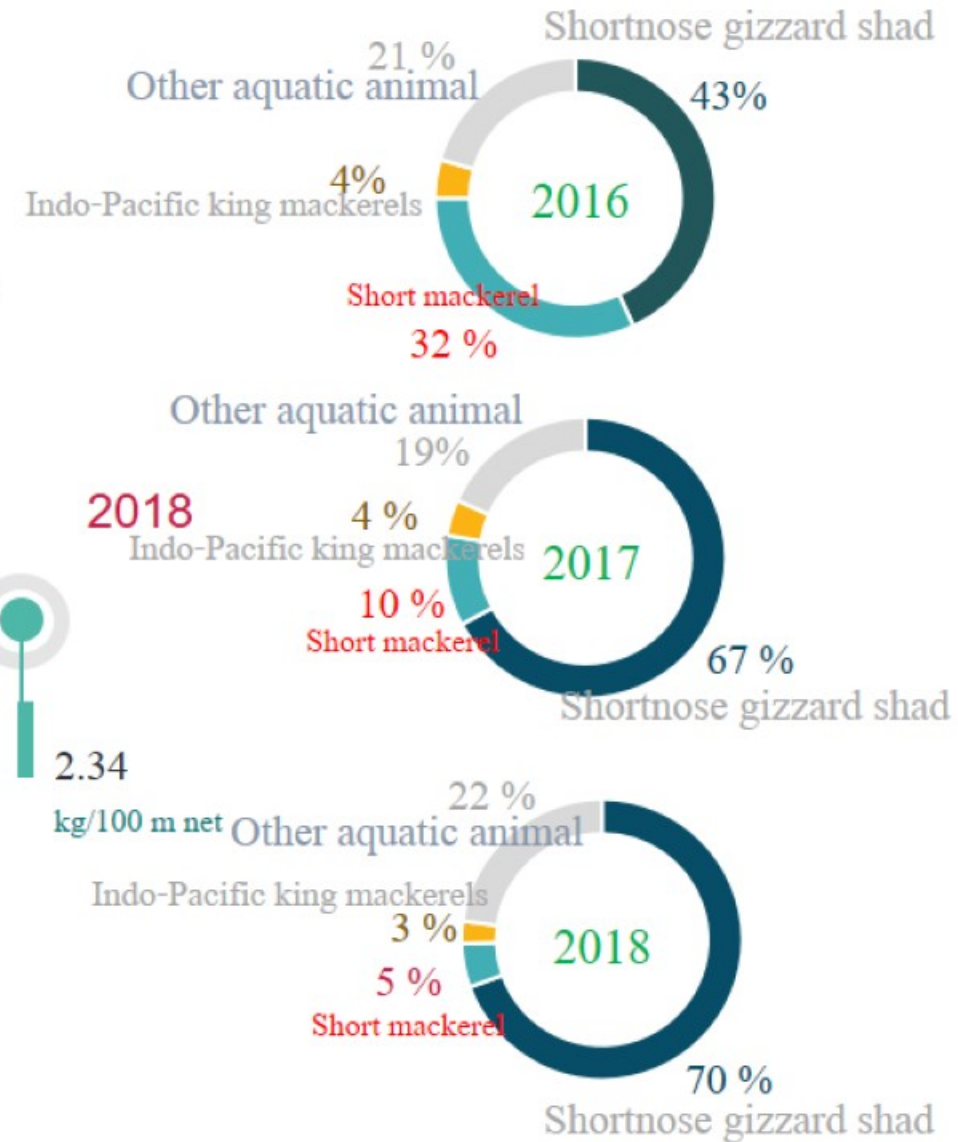 Shortnose gizzard shad
21 %
Other aquatic animal
43%
4%
Indo-Pacific king mackerels
2016
Short mackerel
32 %
Other aquatic animal
19%
2018
4 %
Indo-Pacific king mackerels
2017
10 %
Short mackerel
67 %
Shortnose gizzard shad
2.34
kg/100 m net
22 %
Other aquatic animal
Indo-Pacific king mackerels
3 %
2018
5 %
Short mackerel
70 %
Shortnose gizzard shad